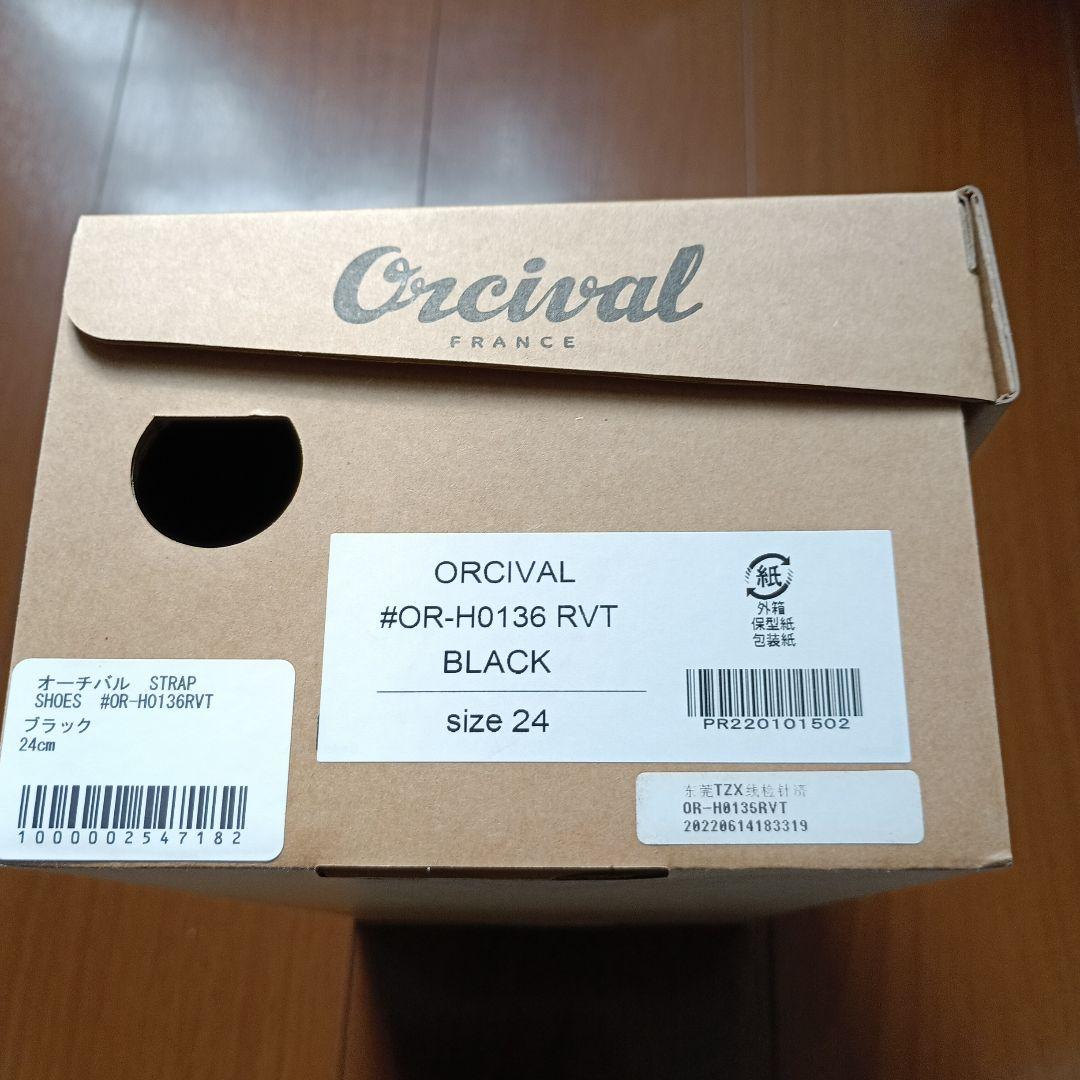 Orcival
FRANCE
ORCIVAL
#OR-H0136 RVT
BLACK
size 24
紙
外箱
保型紙
包装紙
PR220101502
オーチバル STRAP
SHOES #OR-H0136RVT
ブラック
24cm
1000002547182
东莞TZX线检针济
OR-H0135RVT
20220614183319